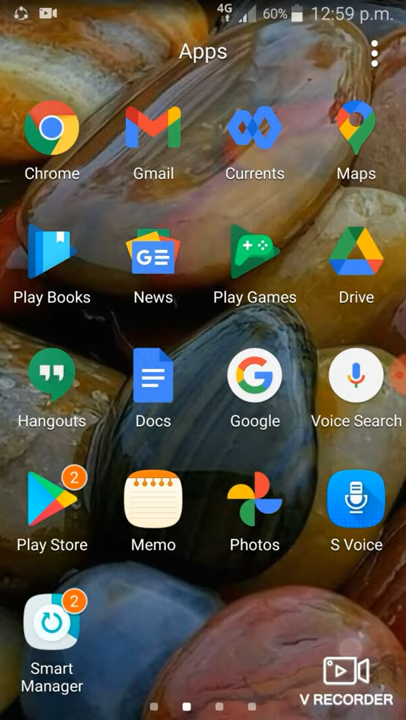 4G 60% 12:59 p.m.
Apps
Chrome Gmail Currents Maps
Play Books News Play Games Drive
Hangouts Docs Google Voice Search
2
Play Store Memo Photos S Voice
2
Smart
Manager
V RECORDER